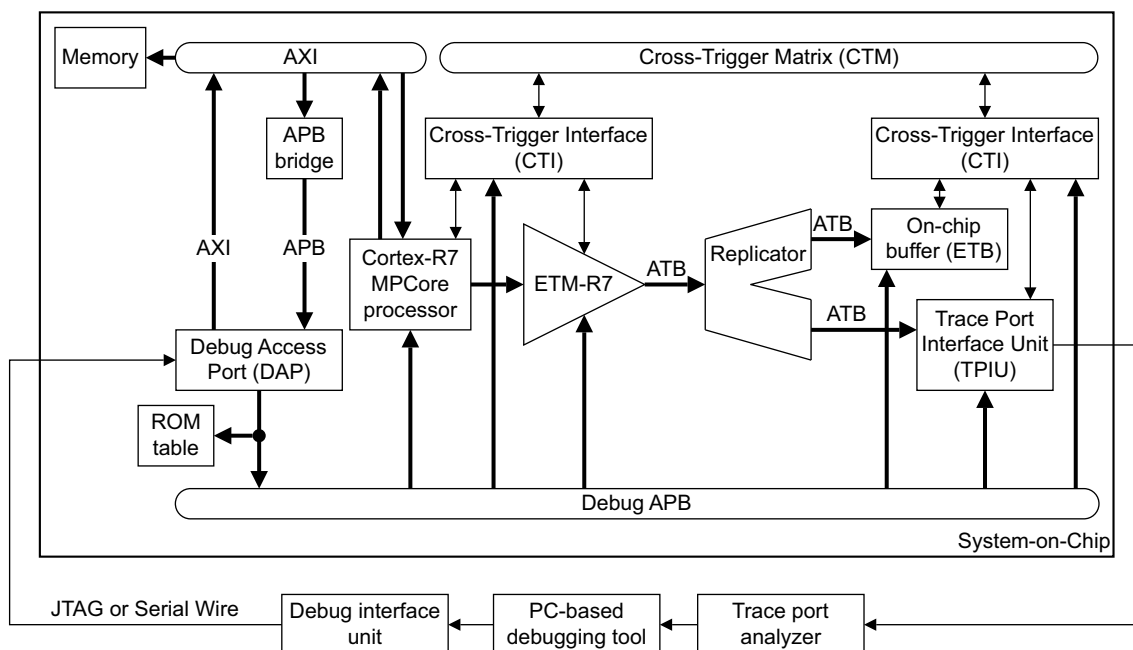 Memory
AXI
Cross-Trigger Matrix (CTM)
APB
bridge
Cross-Trigger Interface
(CTI)
Cross-Trigger Interface
(CTI)
AXI
APB
Cortex-R7
MPCore
processor
ETM-R7
ATB
Replicator
ATB
On-chip
buffer (ETB)
ATB
Trace Port
Interface Unit
(TPIU)
Debug Access
Port (DAP)
ROM
table
Debug APB
System-on-Chip
JTAG or Serial Wire
Debug interface
unit
PC-based
debugging tool
Trace port
analyzer